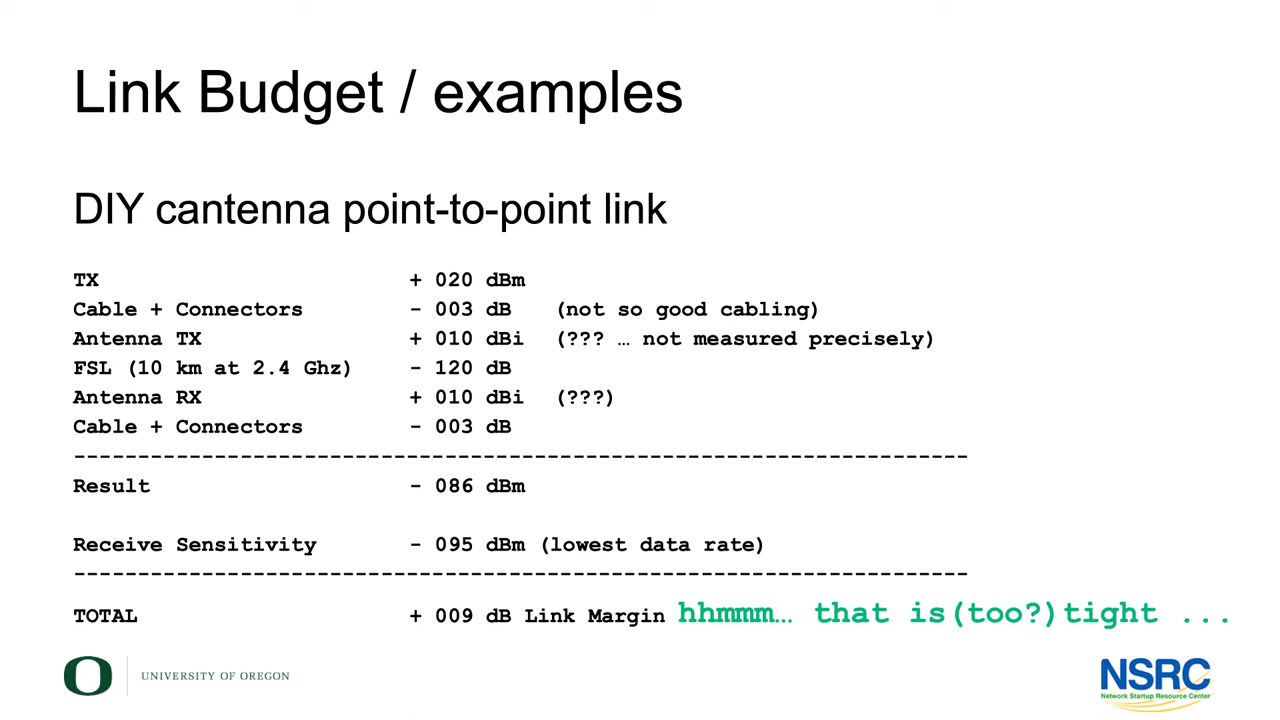 Link Budget / examples
DIY cantenna point-to-point link
TX + 020 dBm
Cable + Connectors - 003 dB (not so good cabling)
Antenna TX + 010 dBi (??? … not measured precisely)
FSL (10 km at 2.4 Ghz) - 120 dB
Antenna RX + 010 dBi (???)
Cable + Connectors - 003 dB
----------------------------------------------------------------------
Result - 086 dBm
Receive Sensitivity - 095 dBm (lowest data rate)
----------------------------------------------------------------------
TOTAL + 009 dB Link Margin hhmmm… that is(too?)tight ...
O UNIVERSITY OF OREGON
NSRC
Network Startup Resource Center